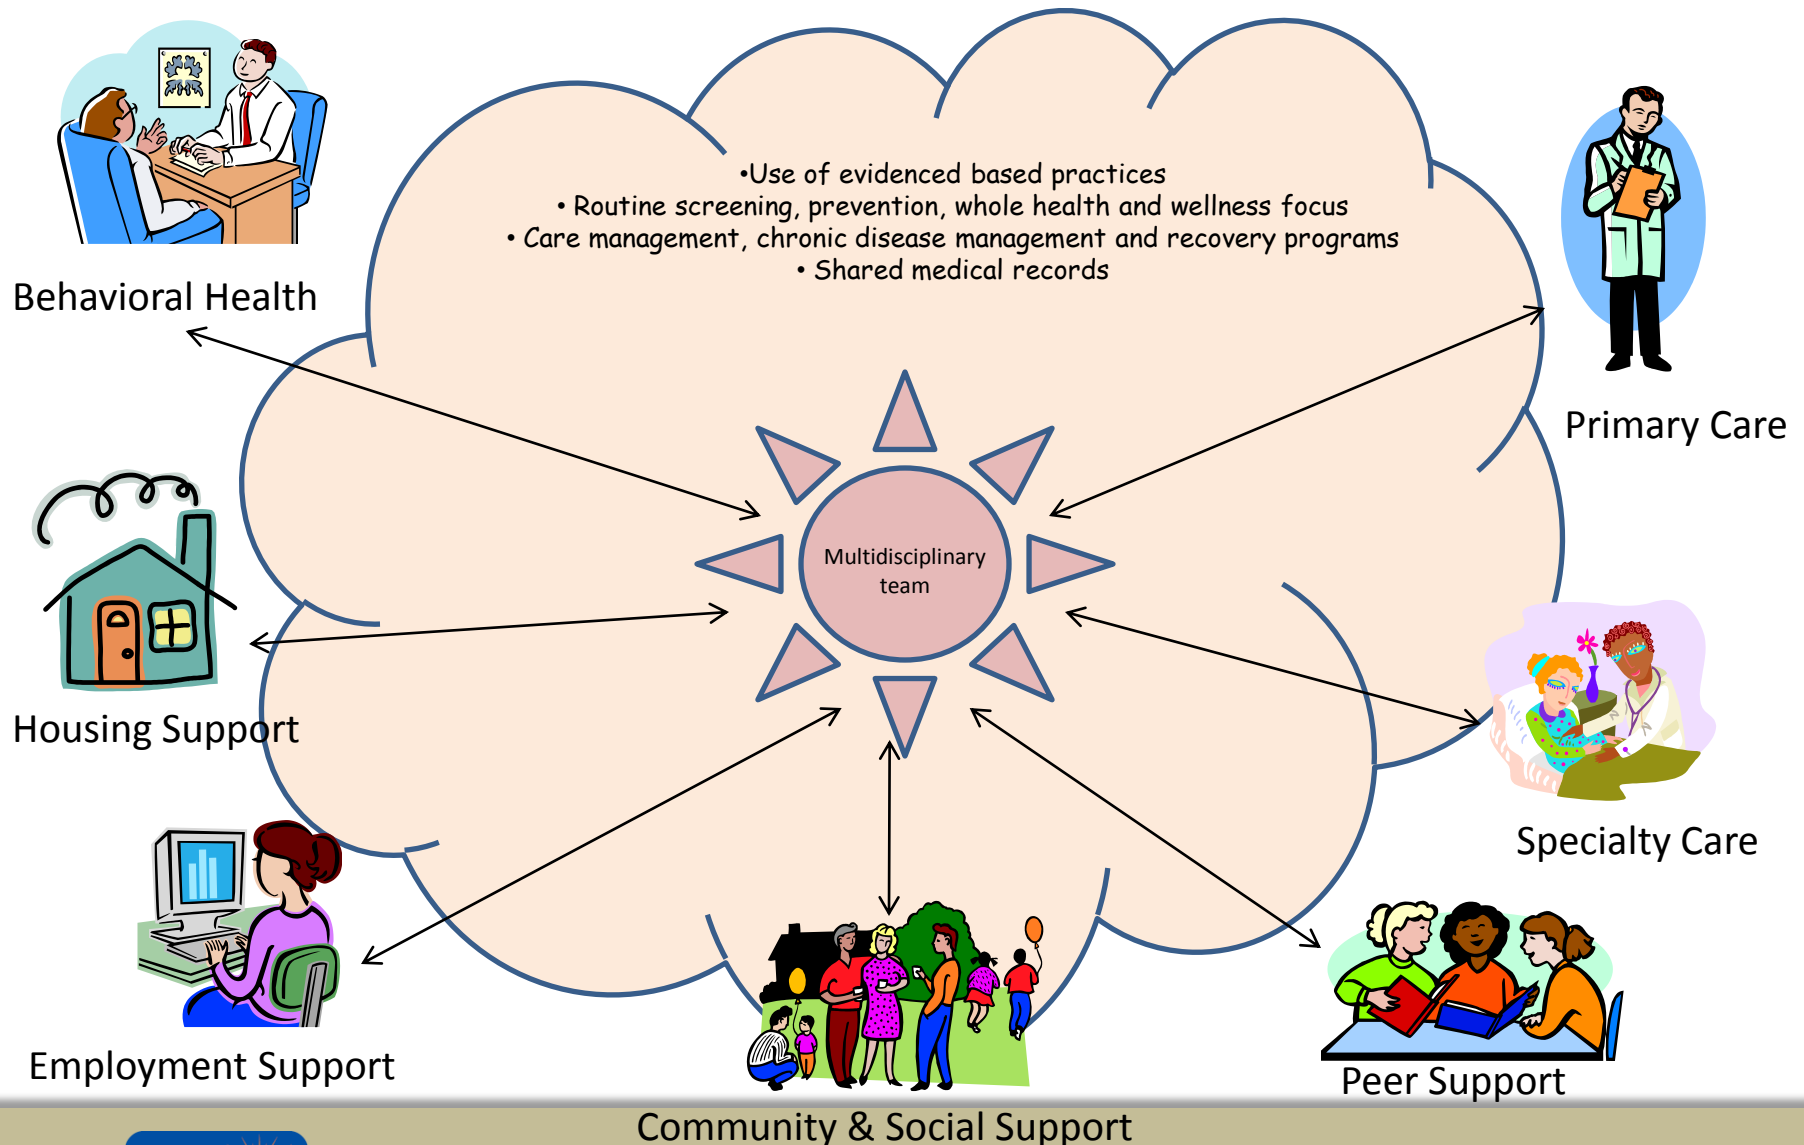 •Use of evidenced based practices
• Routine screening, prevention, whole health and wellness focus
• Care management, chronic disease management and recovery programs
• Shared medical records
Behavioral Health
Primary Care
Multidisciplinary
team
Housing Support
Specialty Care
Employment Support
Peer Support
Community & Social Support